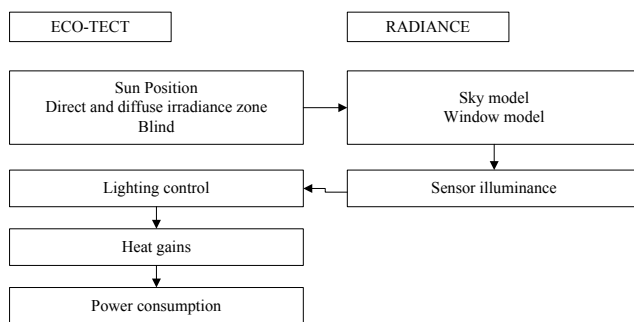 ECO-TECT
RADIANCE
Sun Position
Direct and diffuse irradiance zone
Blind
Sky model
Window model
Lighting control
Sensor illuminance
Heat gains
Power consumption